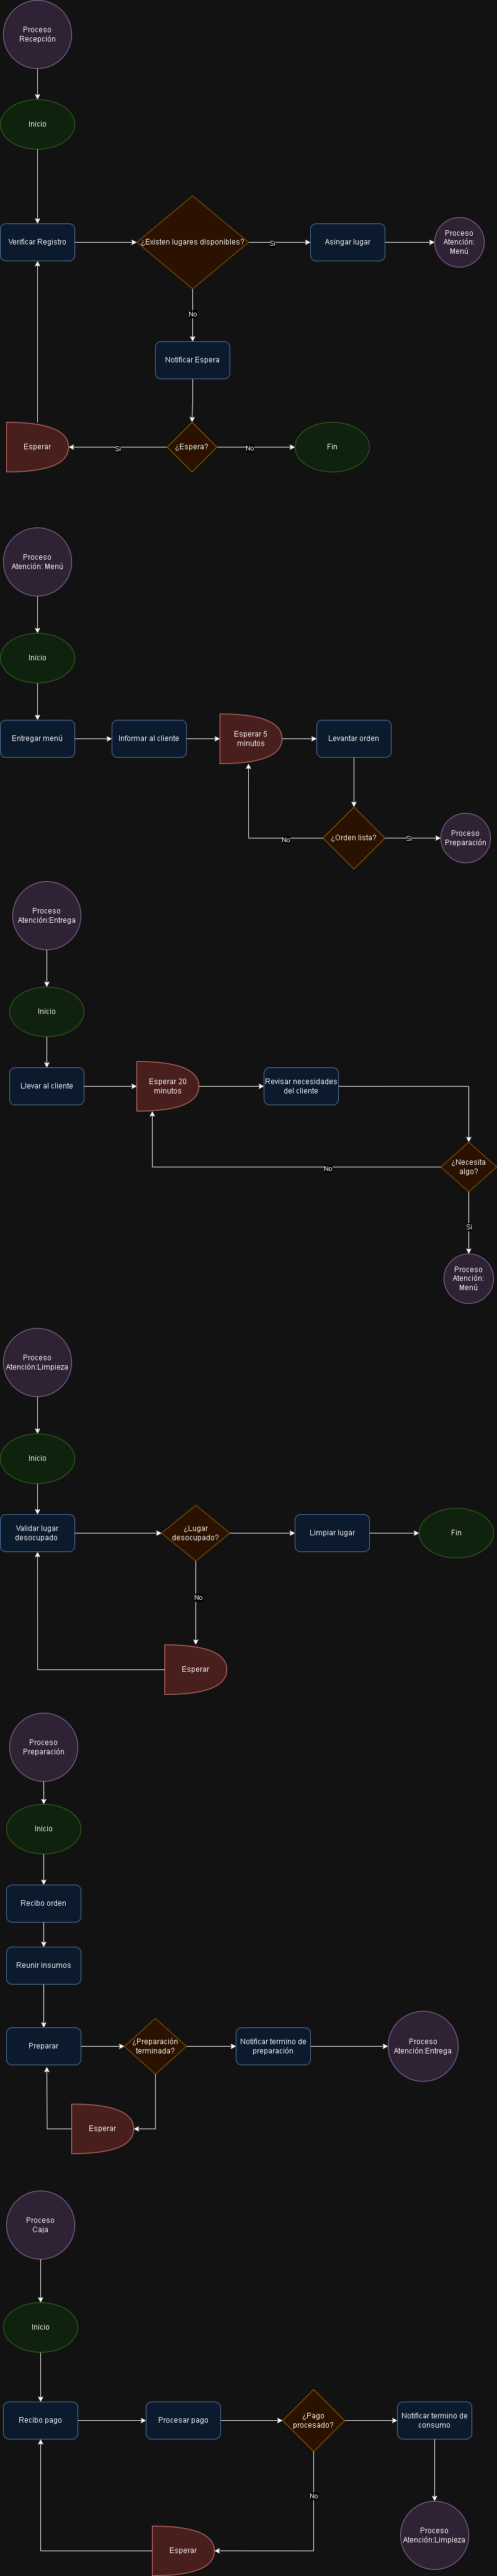 Proceso
Recepción
Inicio
Verificar Registro
¿Existen lugares disponibles?
Si
Asingar lugar
Proceso
Atención:
Menú
No
Notificar Espera
Esperar
Si
¿Espera?
No
Fin
Proceso
Atención: Menú
Inicio
Entregar menú
Informar al cliente
Esperar 5
minutos
Levantar orden
No
¿Orden lista?
Si
Proceso
Preparación
Proceso
Atención:Entrega
Inicio
Llevar al cliente
Esperar 20
minutos
Revisar necesidades
del cliente
No
¿Necesita
algo?
Si
Proceso
Atención:
Menú
Proceso
Atención:Limpieza
Inicio
Validar lugar
desocupado
¿Lugar
desocupado?
Limpiar lugar
Fin
No
Esperar
Proceso
Preparación
Inicio
Recibo orden
Reunir insumos
Preparar
¿Preparación
terminada?
Notificar termino de
preparación
Proceso
Atención:Entrega
Esperar
Proceso
Caja
Inicio
Recibo pago
Procesar pago
¿Pago
procesado?
Notificar termino de
consumo
No
Esperar
Proceso
Atención:Limpieza